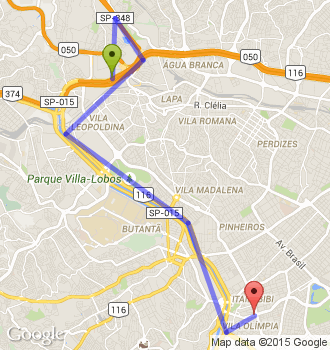 SP-348
050
050
116
ÁGUA BRANCA
SP-015
374
LAPA
R. Clélia
VILA
LEOPOLDINA
VILA ROMANA
PERDIZES
Parque Villa-Lobos
116
VILA MADALENA
SP-015
BUTANTÃ
PINHEIROS
Av. Brasil
116
ITAIM BIBI
VILA OLÍMPIA
Google
Map data ©2015 Google